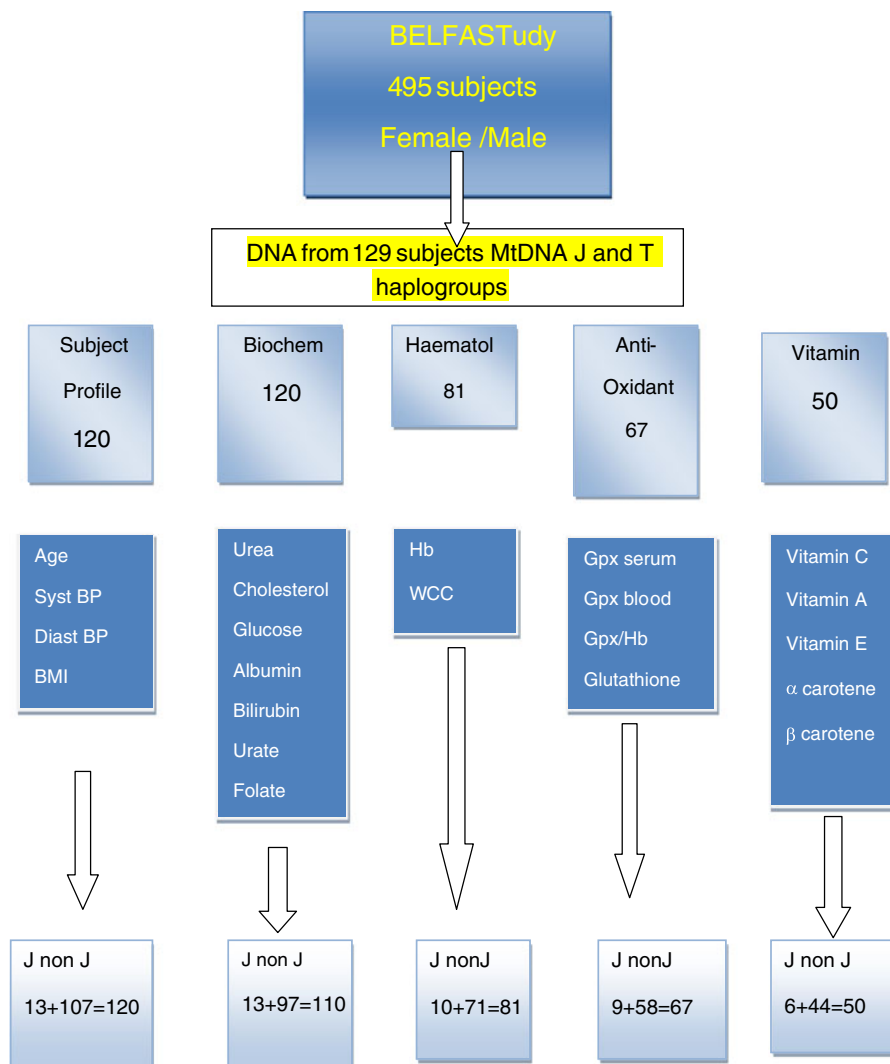 BELFASTudy
495 subjects
Female /Male
DNA from 129 subjects MtDNA J and T
haplogroups
Subject
Profile
120
Biochem
120
Haematol
81
Anti-
Oxidant
67
Vitamin
50
Age
Syst BP
Diast BP
BMI
Urea
Cholesterol
Glucose
Albumin
Bilirubin
Urate
Folate
Hb
WCC
Gpx serum
Gpx blood
Gpx/Hb
Glutathione
Vitamin C
Vitamin A
Vitamin E
α carotene
β carotene
J non J
13+107=120
J non J
13+97=110
J nonJ
10+71=81
J nonJ
9+58=67
J non J
6+44=50